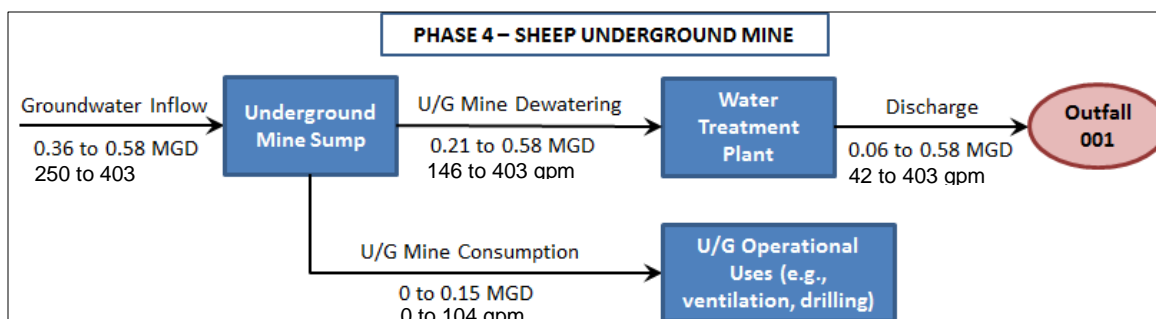 PHASE 4 – SHEEP UNDERGROUND MINE
Groundwater Inflow
0.36 to 0.58 MGD
250 to 403
Underground
Mine Sump
U/G Mine Dewatering
0.21 to 0.58 MGD
146 to 403 gpm
Water
Treatment
Plant
Discharge
0.06 to 0.58 MGD
42 to 403 gpm
Outfall
001
U/G Mine Consumption
0 to 0.15 MGD
0 to 104 gpm
U/G Operational
Uses (e.g.,
ventilation, drilling)